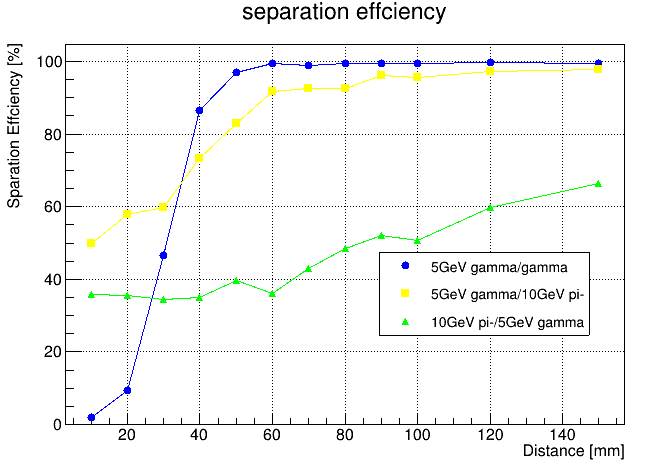 separation effciency
Sparation Effciency [%]
100
80
60
40
20
0
5GeV gamma/gamma
5GeV gamma/10GeV pi-
10GeV pi-/5GeV gamma
20 40 60 80 100 120 140
Distance [mm]